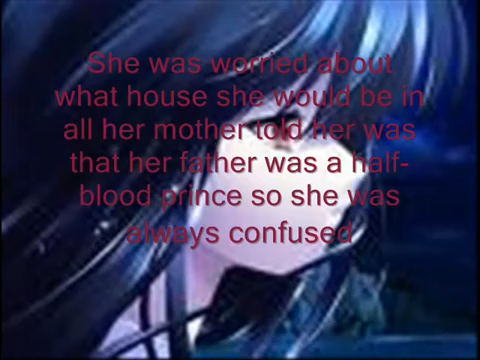 She was worried about
what house she would be in
all her mother told her was
that her father was a half-
blood prince so she was
always confused